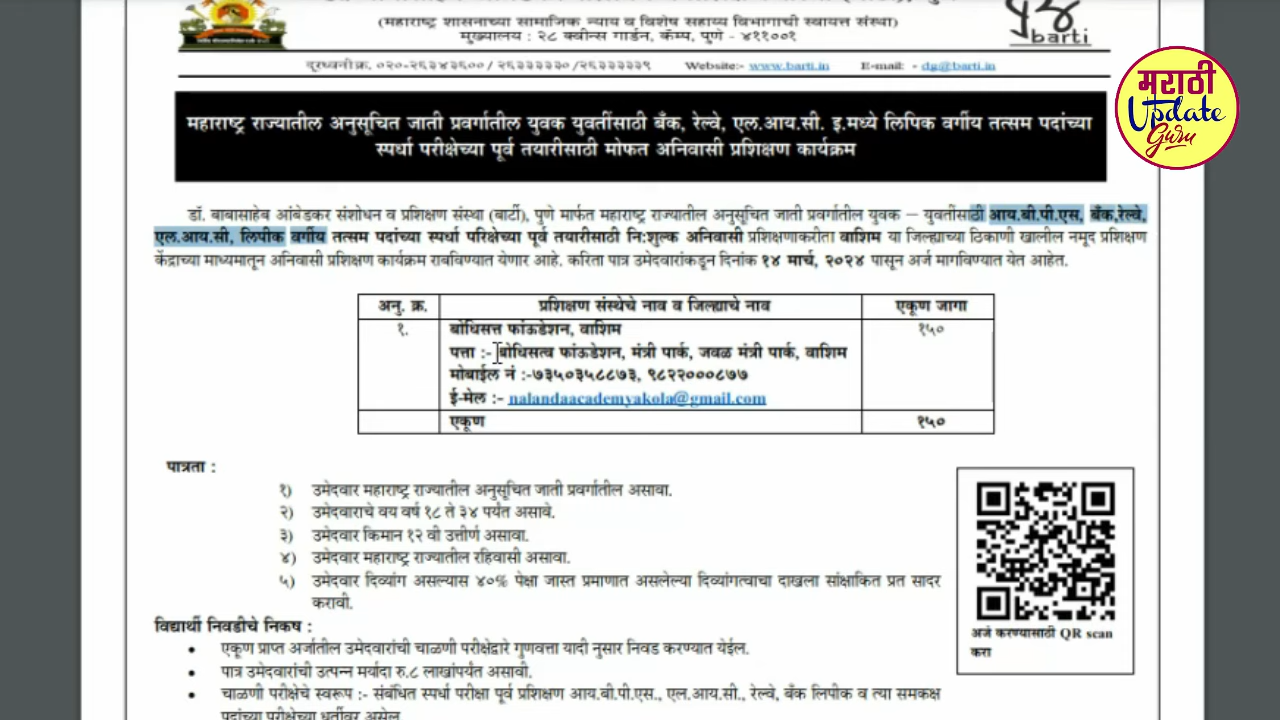 (महाराष्ट्र शासनाच्या सामाजिक न्याय व विशेष सहाय्य विभागाची स्वायत्त संस्था)
मुख्यालय : २८ क्वीन्स गार्डन, कॅम्प, पुणे - ४११००१
barti
दूरध्वनी क्र. ०२०-२६३४३६००/ २६३३३३३०/२६३३३३३९ Website:- www.barti.in E-mail: - dg@barti.in
मराठी
Update
Guru
महाराष्ट्र राज्यातील अनुसूचित जाती प्रवर्गातील युवक युवतींसाठी बँक, रेल्वे, एल.आय.सी. इ.मध्ये लिपिक वर्गीय तत्सम पदांच्या
स्पर्धा परीक्षेच्या पूर्व तयारीसाठी मोफत अनिवासी प्रशिक्षण कार्यक्रम
डॉ. बाबासाहेब आंबेडकर संशोधन व प्रशिक्षण संस्था (बार्टी), पुणे मार्फत महाराष्ट्र राज्यातील अनुसूचित जाती प्रवर्गातील युवक – युवतींसाठी आय.बी.पी.एस, बँक,रेल्वे,
एल.आय.सी, लिपीक वर्गीय तत्सम पदांच्या स्पर्धा परिक्षेच्या पूर्व तयारीसाठी नि:शुल्क अनिवासी प्रशिक्षणाकरीता वाशिम या जिल्ह्याच्या ठिकाणी खालील नमूद प्रशिक्षण
केंद्राच्या माध्यमातून अनिवासी प्रशिक्षण कार्यक्रम राबविण्यात येणार आहे. करिता पात्र उमेदवारांकडून दिनांक १४ मार्च, २०२४ पासून अर्ज मागविण्यात येत आहेत.
अनु. क्र. प्रशिक्षण संस्थेचे नाव व जिल्ह्याचे नाव एकूण जागा
१. बोधिसत्त फांऊडेशन, वाशिम १५०
पत्ता :- बोधिसत्व फांऊडेशन, मंत्री पार्क, जवळ मंत्री पार्क, वाशिम
मोबाईल नं :-७३५०३५८८७३, ९८२२०००८७७
ई-मेल :- nalandaacademyakola@gmail.com
एकूण १५०
पात्रता :
१) उमेदवार महाराष्ट्र राज्यातील अनुसूचित जाती प्रवर्गातील असावा.
२) उमेदवाराचे वय वर्ष १८ ते ३४ पर्यंत असावे.
३) उमेदवार किमान १२ वी उत्तीर्ण असावा.
४) उमेदवार महाराष्ट्र राज्यातील रहिवासी असावा.
५) उमेदवार दिव्यांग असल्यास ४०% पेक्षा जास्त प्रमाणात असलेल्या दिव्यांगत्वाचा दाखला सांक्षाकित प्रत सादर
करावी.
अर्ज करण्यासाठी QR scan
करा
विद्यार्थी निवडीचे निकष :
• एकूण प्राप्त अर्जातील उमेदवारांची चाळणी परीक्षेद्वारे गुणवत्ता यादी नुसार निवड करण्यात येईल.
• पात्र उमेदवारांची उत्पन्न मर्यादा रु.८ लाखांपर्यंत असावी.
• चाळणी परीक्षेचे स्वरूप :- संबंधित स्पर्धा परीक्षा पूर्व प्रशिक्षण आय.बी.पी.एस., एल.आय.सी., रेल्वे, बँक लिपीक व त्या समकक्ष
पदांच्या परीक्षेच्या धर्तीवर असेल